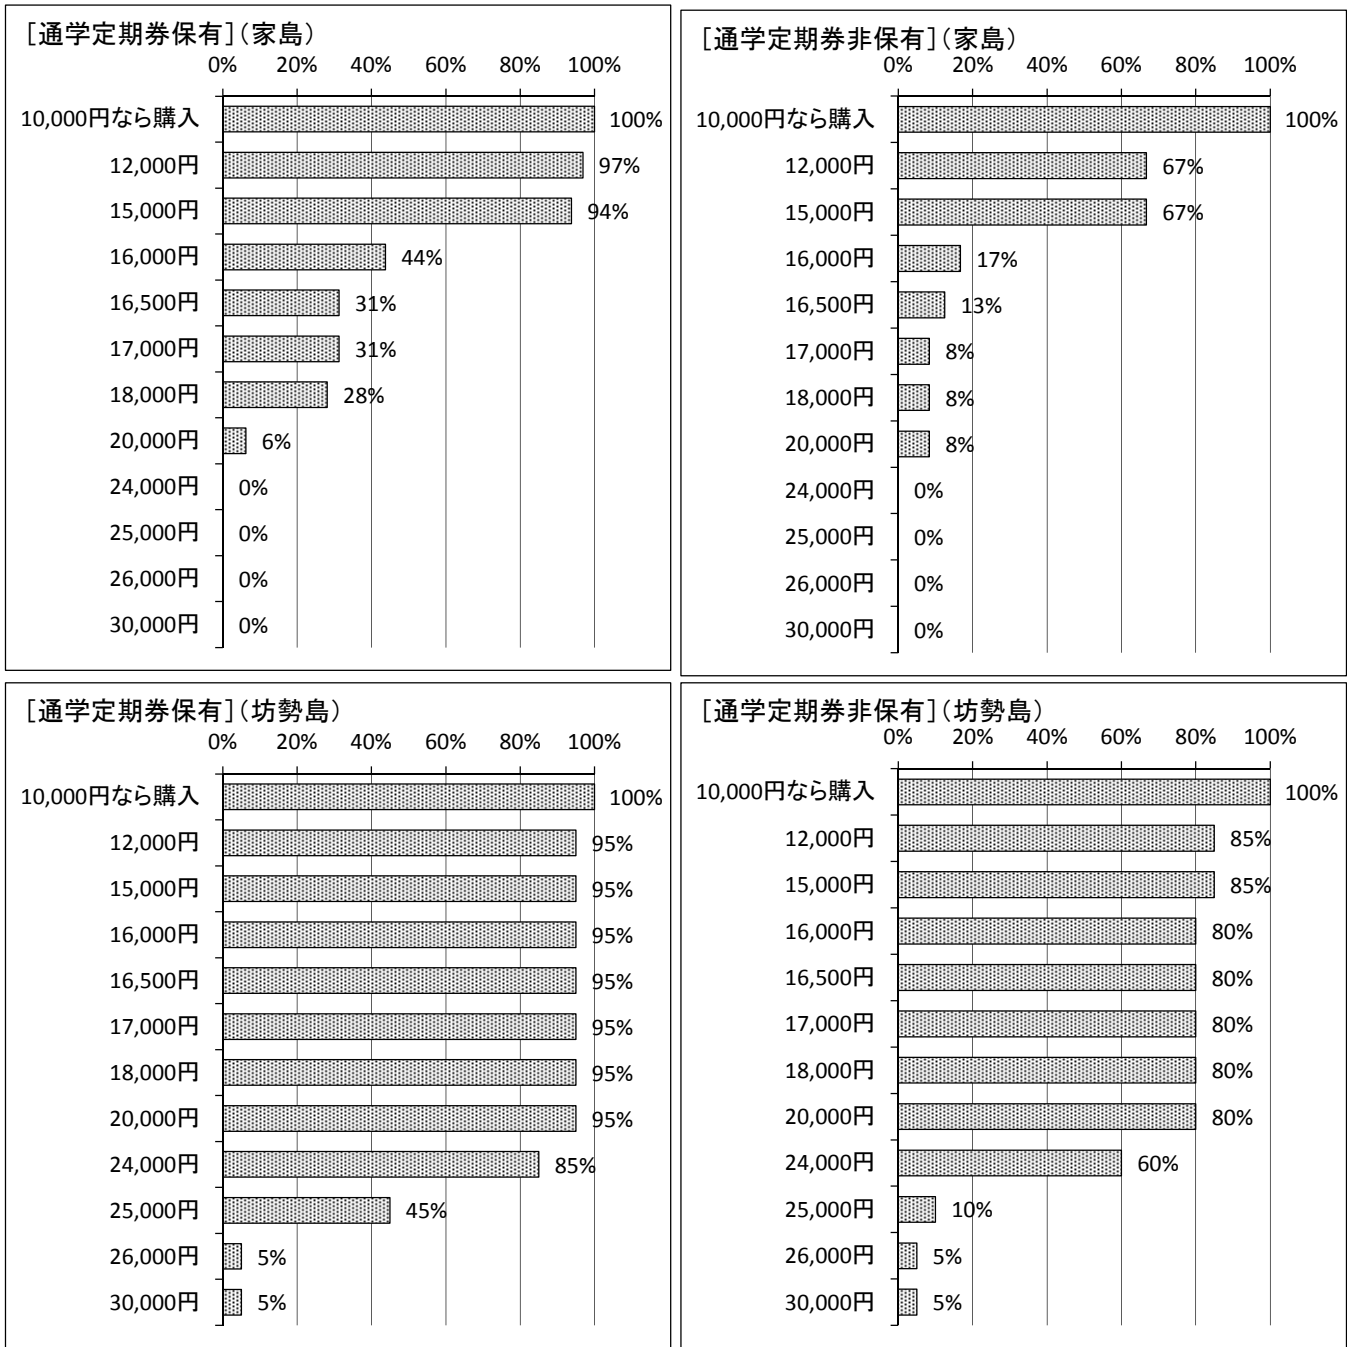 [通学定期券保有](家島)
0% 20% 40% 60% 80% 100%
10,000円なら購入 100%
12,000円 97%
15,000円 94%
16,000円 44%
16,500円 31%
17,000円 31%
18,000円 28%
20,000円 6%
24,000円 0%
25,000円 0%
26,000円 0%
30,000円 0%
[通学定期券非保有](家島)
0% 20% 40% 60% 80% 100%
10,000円なら購入 100%
12,000円 67%
15,000円 67%
16,000円 17%
16,500円 13%
17,000円 8%
18,000円 8%
20,000円 8%
24,000円 0%
25,000円 0%
26,000円 0%
30,000円 0%
[通学定期券保有](坊勢島)
0% 20% 40% 60% 80% 100%
10,000円なら購入 100%
12,000円 95%
15,000円 95%
16,000円 95%
16,500円 95%
17,000円 95%
18,000円 95%
20,000円 95%
24,000円 85%
25,000円 45%
26,000円 5%
30,000円 5%
[通学定期券非保有](坊勢島)
0% 20% 40% 60% 80% 100%
10,000円なら購入 100%
12,000円 85%
15,000円 85%
16,000円 80%
16,500円 80%
17,000円 80%
18,000円 80%
20,000円 80%
24,000円 60%
25,000円 10%
26,000円 5%
30,000円 5%